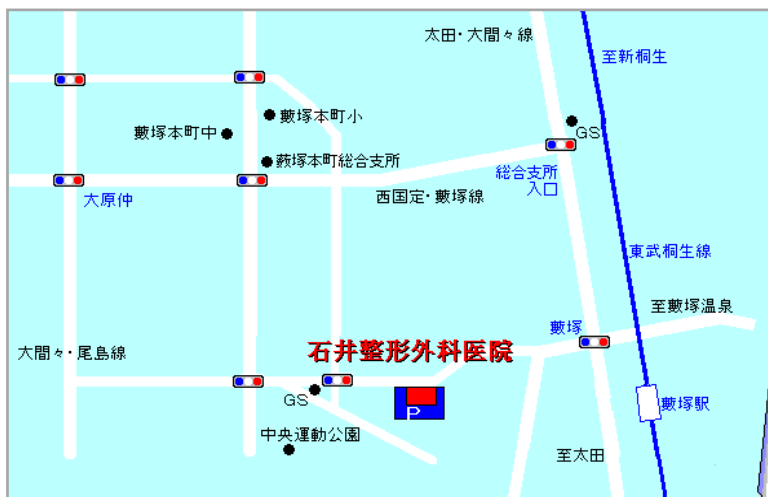 太田・大間々線
至新桐生
藪塚本町小
藪塚本町中
GS
藪塚本町総合支所
総合支所
入口
大原仲
西国定・藪塚線
東武桐生線
至藪塚温泉
藪塚
大間々・尾島線
石井整形外科医院
GS
P
藪塚駅
中央運動公園
至太田